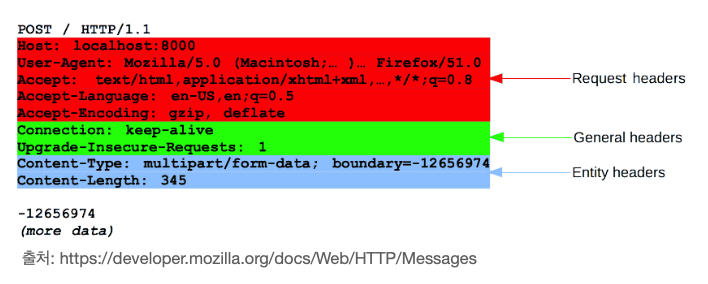 POST / HTTP/1.1
Host: localhost:8000
User-Agent: Mozilla/5.0 (Macintosh;… )… Firefox/51.0
Accept: text/html,application/xhtml+xml,…,*/*;q=0.8
Request headers
Accept-Language: en-US,en;q=0.5
Accept-Encoding: gzip, deflate
Connection: keep-alive
General headers
Upgrade-Insecure-Requests: 1
Content-Type: multipart/form-data; boundary=-12656974
Entity headers
Content-Length: 345
-12656974
(more data)
출처: https://developer.mozilla.org/docs/Web/HTTP/Messages